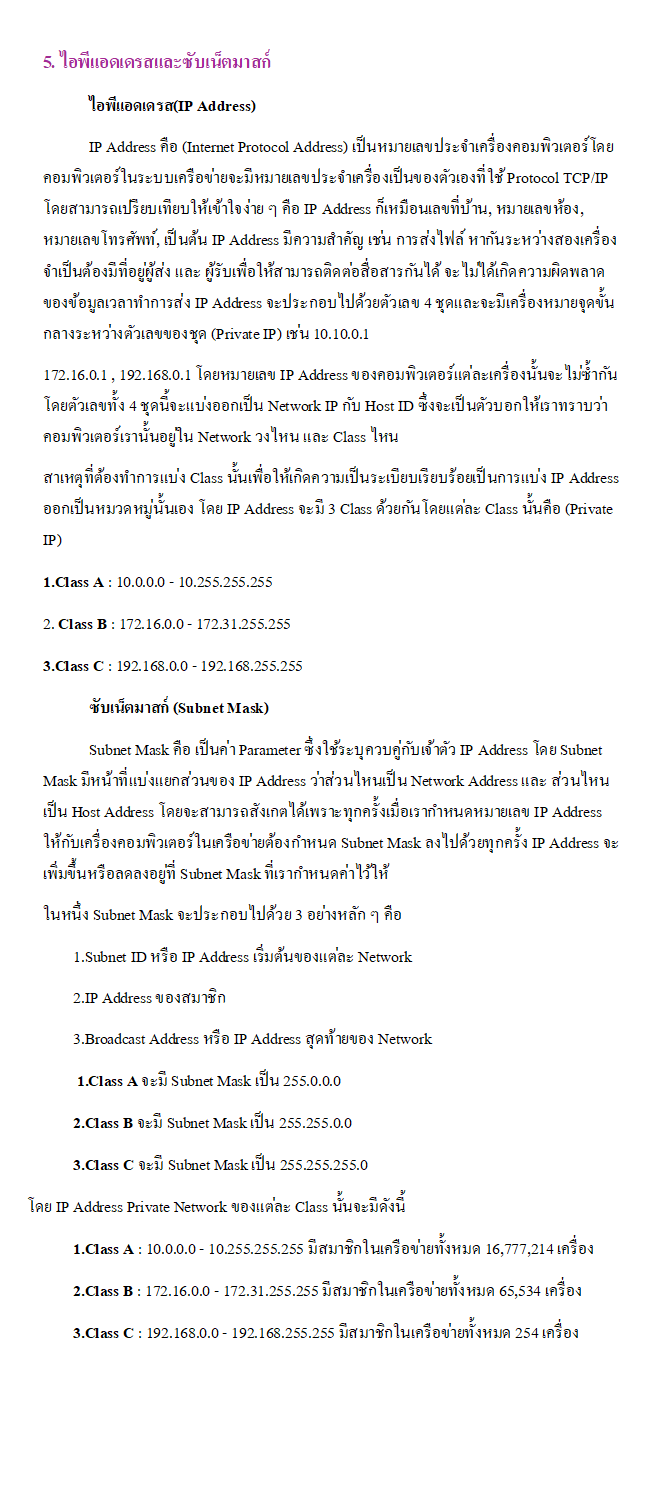 5. ไอพีแอดเดรสและซับเน็ตมาสก์
ไอพีแอดเดรส(IP Address)
IP Address คือ (Internet Protocol Address) เป็นหมายเลขประจำเครื่องคอมพิวเตอร์โดย
คอมพิวเตอร์ในระบบเครือข่ายจะมีหมายเลขประจำเครื่องเป็นของตัวเองที่ใช้ Protocol TCP/IP
โดยสามารถเปรียบเทียบให้เข้าใจง่าย ๆ คือ IP Address ก็เหมือนเลขที่บ้าน, หมายเลขห้อง,
หมายเลขโทรศัพท์, เป็นต้น IP Address มีความสำคัญ เช่น การส่งไฟล์ หากันระหว่างสองเครื่อง
จำเป็นต้องมีที่อยู่ผู้ส่ง และ ผู้รับเพื่อให้สามารถติดต่อสื่อสารกันได้ จะไม่ได้เกิดความผิดพลาด
ของข้อมูลเวลาทำการส่ง IP Address จะประกอบไปด้วยตัวเลข 4 ชุดและจะมีเครื่องหมายจุดขั้น
กลางระหว่างตัวเลขของชุด (Private IP) เช่น 10.10.0.1
172.16.0.1 , 192.168.0.1 โดยหมายเลข IP Address ของคอมพิวเตอร์แต่ละเครื่องนั้นจะไม่ซ้ำกัน
โดยตัวเลขทั้ง 4 ชุดนี้จะแบ่งออกเป็น Network IP กับ Host ID ซึ่งจะเป็นตัวบอกให้เราทราบว่า
คอมพิวเตอร์เรานั้นอยู่ใน Network วงไหน และ Class ไหน
สาเหตุที่ต้องทำการแบ่ง Class นั้นเพื่อให้เกิดความเป็นระเบียบเรียบร้อยเป็นการแบ่ง IP Address
ออกเป็นหมวดหมู่นั้นเอง โดย IP Address จะมี 3 Class ด้วยกันโดยแต่ละ Class นั้นคือ (Private
IP)
1.Class A : 10.0.0.0 - 10.255.255.255
2. Class B : 172.16.0.0 - 172.31.255.255
3.Class C : 192.168.0.0 - 192.168.255.255
ซับเน็ตมาสก์ (Subnet Mask)
Subnet Mask คือ เป็นค่า Parameter ซึ่งใช้ระบุควบคู่กับเจ้าตัว IP Address โดย Subnet
Mask มีหน้าที่แบ่งแยกส่วนของ IP Address ว่าส่วนไหนเป็น Network Address และ ส่วนไหน
เป็น Host Address โดยจะสามารถสังเกตได้เพราะทุกครั้งเมื่อเรากำหนดหมายเลข IP Address
ให้กับเครื่องคอมพิวเตอร์ในเครือข่ายต้องกำหนด Subnet Mask ลงไปด้วยทุกครั้ง IP Address จะ
เพิ่มขึ้นหรือลดลงอยู่ที่ Subnet Mask ที่เรากำหนดค่าไว้ให้
ในหนึ่ง Subnet Mask จะประกอบไปด้วย 3 อย่างหลัก ๆ คือ
1.Subnet ID หรือ IP Address เริ่มต้นของแต่ละ Network
2.IP Address ของสมาชิก
3.Broadcast Address หรือ IP Address สุดท้ายของ Network
1.Class A จะมี Subnet Mask เป็น 255.0.0.0
2.Class B จะมี Subnet Mask เป็น 255.255.0.0
3.Class C จะมี Subnet Mask เป็น 255.255.255.0
โดย IP Address Private Network ของแต่ละ Class นั้นจะมีดังนี้
1.Class A : 10.0.0.0 - 10.255.255.255 มีสมาชิกในเครือข่ายทั้งหมด 16,777,214 เครื่อง
2.Class B : 172.16.0.0 - 172.31.255.255 มีสมาชิกในเครือข่ายทั้งหมด 65,534 เครื่อง
3.Class C : 192.168.0.0 - 192.168.255.255 มีสมาชิกในเครือข่ายทั้งหมด 254 เครื่อง